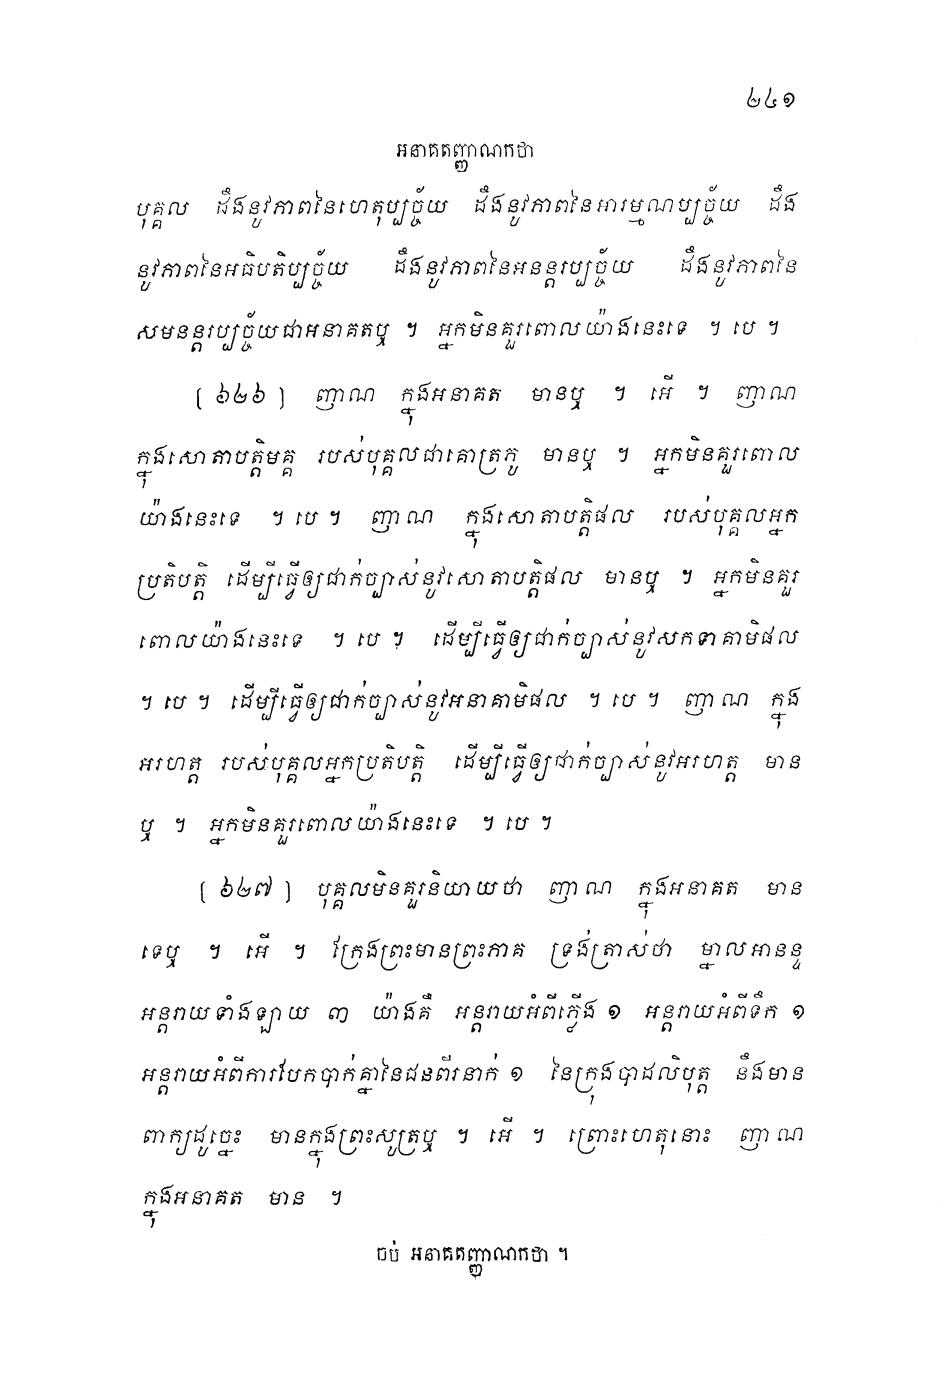 ២៤១
អនាគតញ្ញាណកថា
បុគ្គល ដឹងនូវភាពនៃហេតុប្បច្ច័យ ដឹងនូវភាពនៃអារម្មណប្បច្ច័យ ដឹង
នូវភាពនៃអធិបតិប្បច្ច័យ ដឹងនូវភាពនៃអនន្តរប្បច្ច័យ ដឹងនូវភាពនៃ
សមនន្តរប្បច្ច័យជាអនាគតឬ ។ អ្នកមិនគួរពោលយ៉ាងនេះទេ ។ បេ ។
(៦២៦) ញាណ ក្នុងអនាគត មានឬ ។ អើ ។ ញាណ
ក្នុងសោតាបត្តិមគ្គ របស់បុគ្គលជាគោត្រភូ មានឬ ។ អ្នកមិនគួរពោល
យ៉ាងនេះទេ ។ បេ ។ ញាណ ក្នុងសោតាបត្តិផល របស់បុគ្គលអ្នក
ប្រតិបត្តិ ដើម្បីធ្វើឲ្យជាក់ច្បាស់នូវសោតាបត្តិផល មានឬ ។ អ្នកមិនគួរ
ពោលយ៉ាងនេះទេ ។ បេ ។ ដើម្បីធ្វើឲ្យជាក់ច្បាស់នូវសកទាគាមិផល
។ បេ ។ ដើម្បីធ្វើឲ្យជាក់ច្បាស់នូវអនាគាមិផល ។ បេ ។ ញាណ ក្នុង
អរហត្ត របស់បុគ្គលអ្នកប្រតិបត្តិ ដើម្បីធ្វើឲ្យជាក់ច្បាស់នូវអរហត្ត មាន
ឬ ។ អ្នកមិនគួរពោលយ៉ាងនេះទេ ។ បេ ។
(៦២៧) បុគ្គលមិនគួរនិយាយថា ញាណ ក្នុងអនាគត មាន
ទេឬ ។ អើ ។ ក្រែងព្រះមានព្រះភាគ ទ្រង់ត្រាស់ថា ម្នាលអានន្ទ
អន្តរាយទាំងឡាយ ៣ យ៉ាងគឺ អន្តរាយអំពីភ្លើង ១ អន្តរាយអំពីទឹក ១
អន្តរាយអំពីការបែកបាក់គ្នានៃជនពីរនាក់ ១ នៃក្រុងបាដលិបុត្ត នឹងមាន
ពាក្យដូច្នេះ មានក្នុងព្រះសូត្រឬ ។ អើ ។ ព្រោះហេតុនោះ ញាណ
ក្នុងអនាគត មាន ។
ចប់ អនាគតញ្ញាណកថា ។